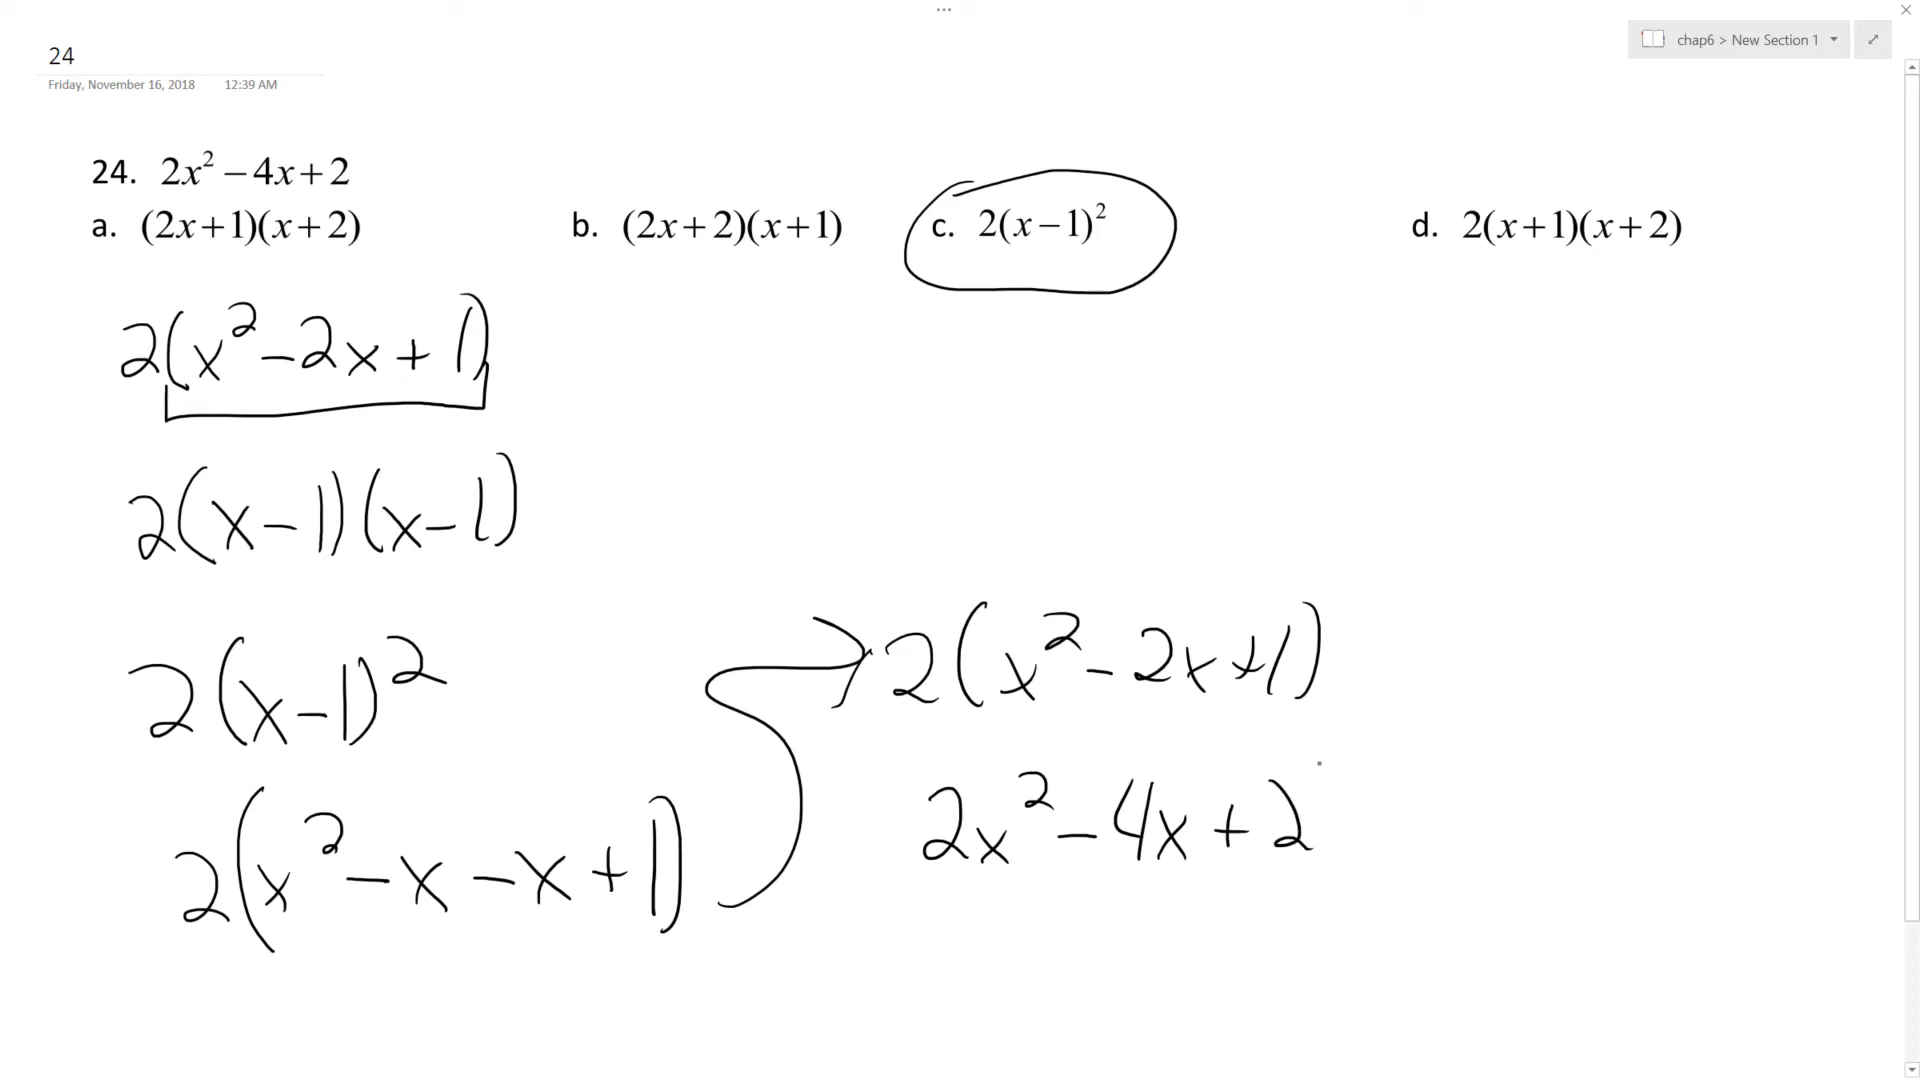 ...
24
chap6 > New Section 1
Friday, November 16, 2018 12:39 AM
24. 2x² − 4x + 2
a. (2x+1)(x+2) b. (2x+2)(x+1) c. 2(x−1)² d. 2(x+1)(x+2)
2(x² − 2x + 1)
2(x − 1)(x − 1)
2(x − 1)²
2(x² − x − x + 1)
2(x² − 2x + 1)
2x² − 4x + 2